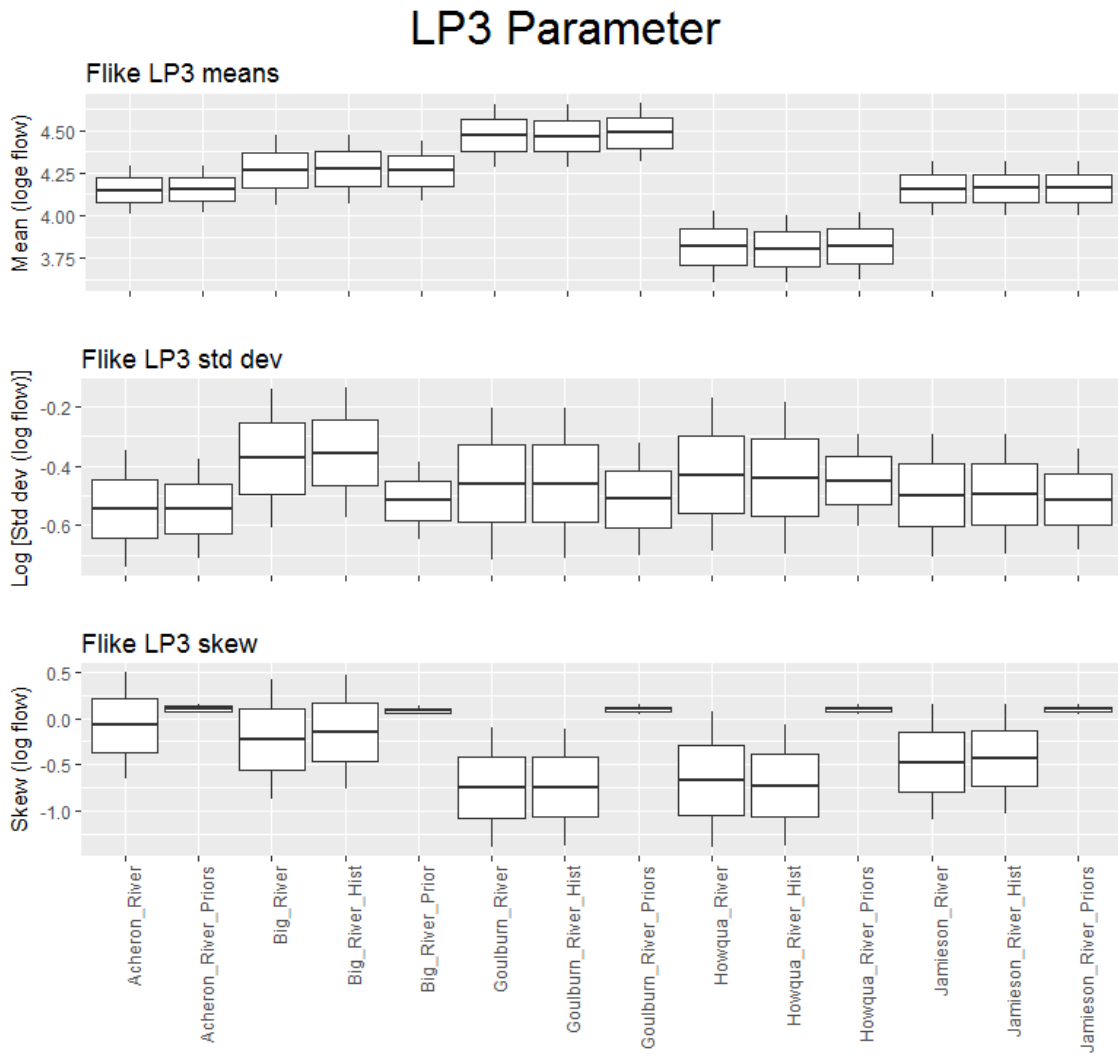 LP3 Parameter
Flike LP3 means
Mean (loge flow)
4.50
4.25
4.00
3.75
Flike LP3 std dev
Log [Std dev (log flow)]
-0.2
-0.4
-0.6
Flike LP3 skew
Skew (log flow)
0.5
0.0
-0.5
-1.0
Acheron_River
Acheron_River_Priors
Big_River
Big_River_Hist
Big_River_Prior
Goulburn_River
Goulburn_River_Hist
Goulburn_River_Priors
Howqua_River
Howqua_River_Hist
Howqua_River_Priors
Jamieson_River
Jamieson_River_Hist
Jamieson_River_Priors